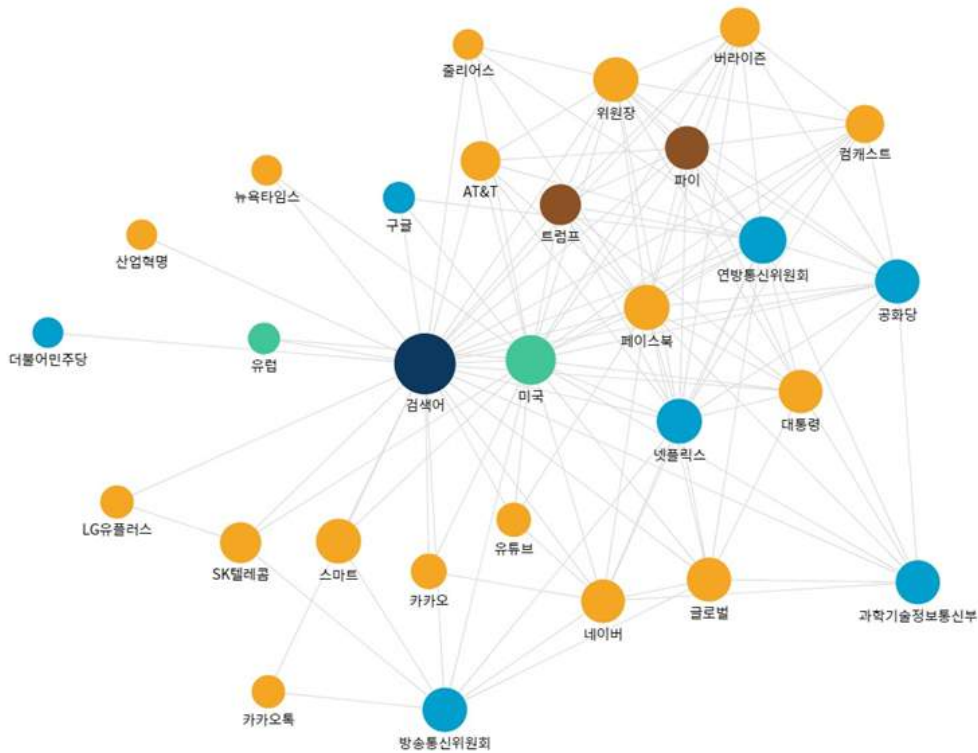 버라이즌
줄리어스
위원장
컴캐스트
파이
AT&T
뉴욕타임스
구글
트럼프
산업혁명
연방통신위원회
공화당
페이스북
더불어민주당
유럽
검색어
미국
대통령
넷플릭스
LG유플러스
유튜브
SK텔레콤
스마트
카카오
글로벌
과학기술정보통신부
네이버
카카오톡
방송통신위원회